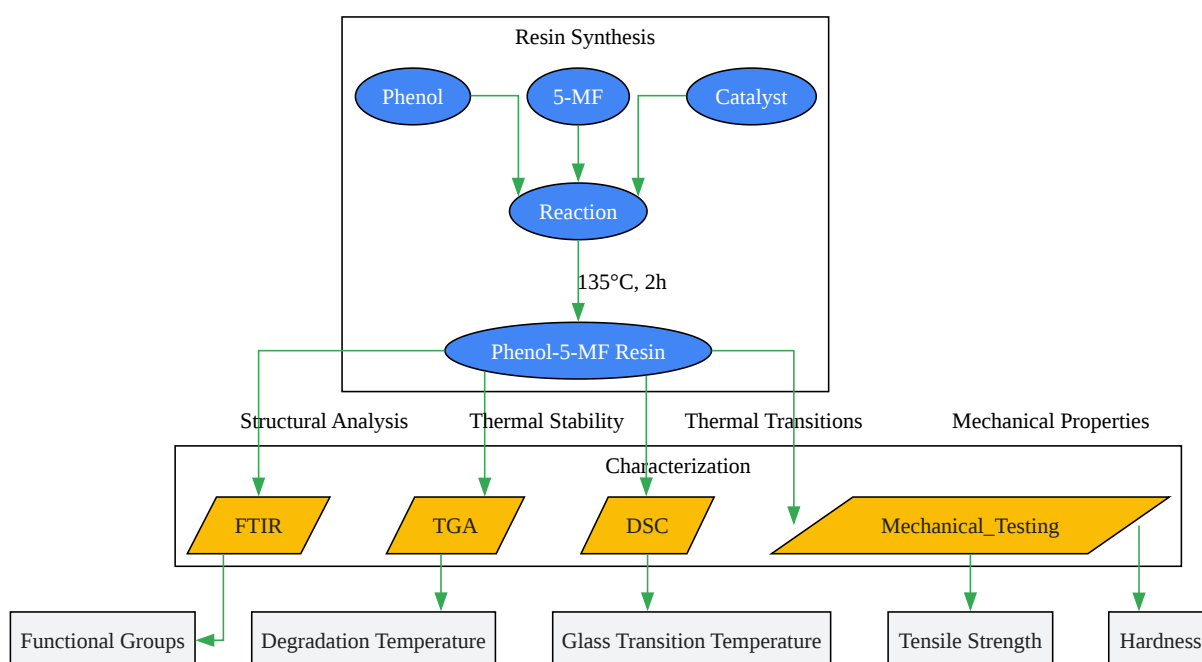 Resin Synthesis
Phenol
5-MF
Catalyst
Reaction
135°C, 2h
Phenol-5-MF Resin
Structural Analysis
Thermal Stability
Thermal Transitions
Mechanical Properties
Characterization
FTIR
TGA
DSC
Mechanical_Testing
Functional Groups
Degradation Temperature
Glass Transition Temperature
Tensile Strength
Hardness